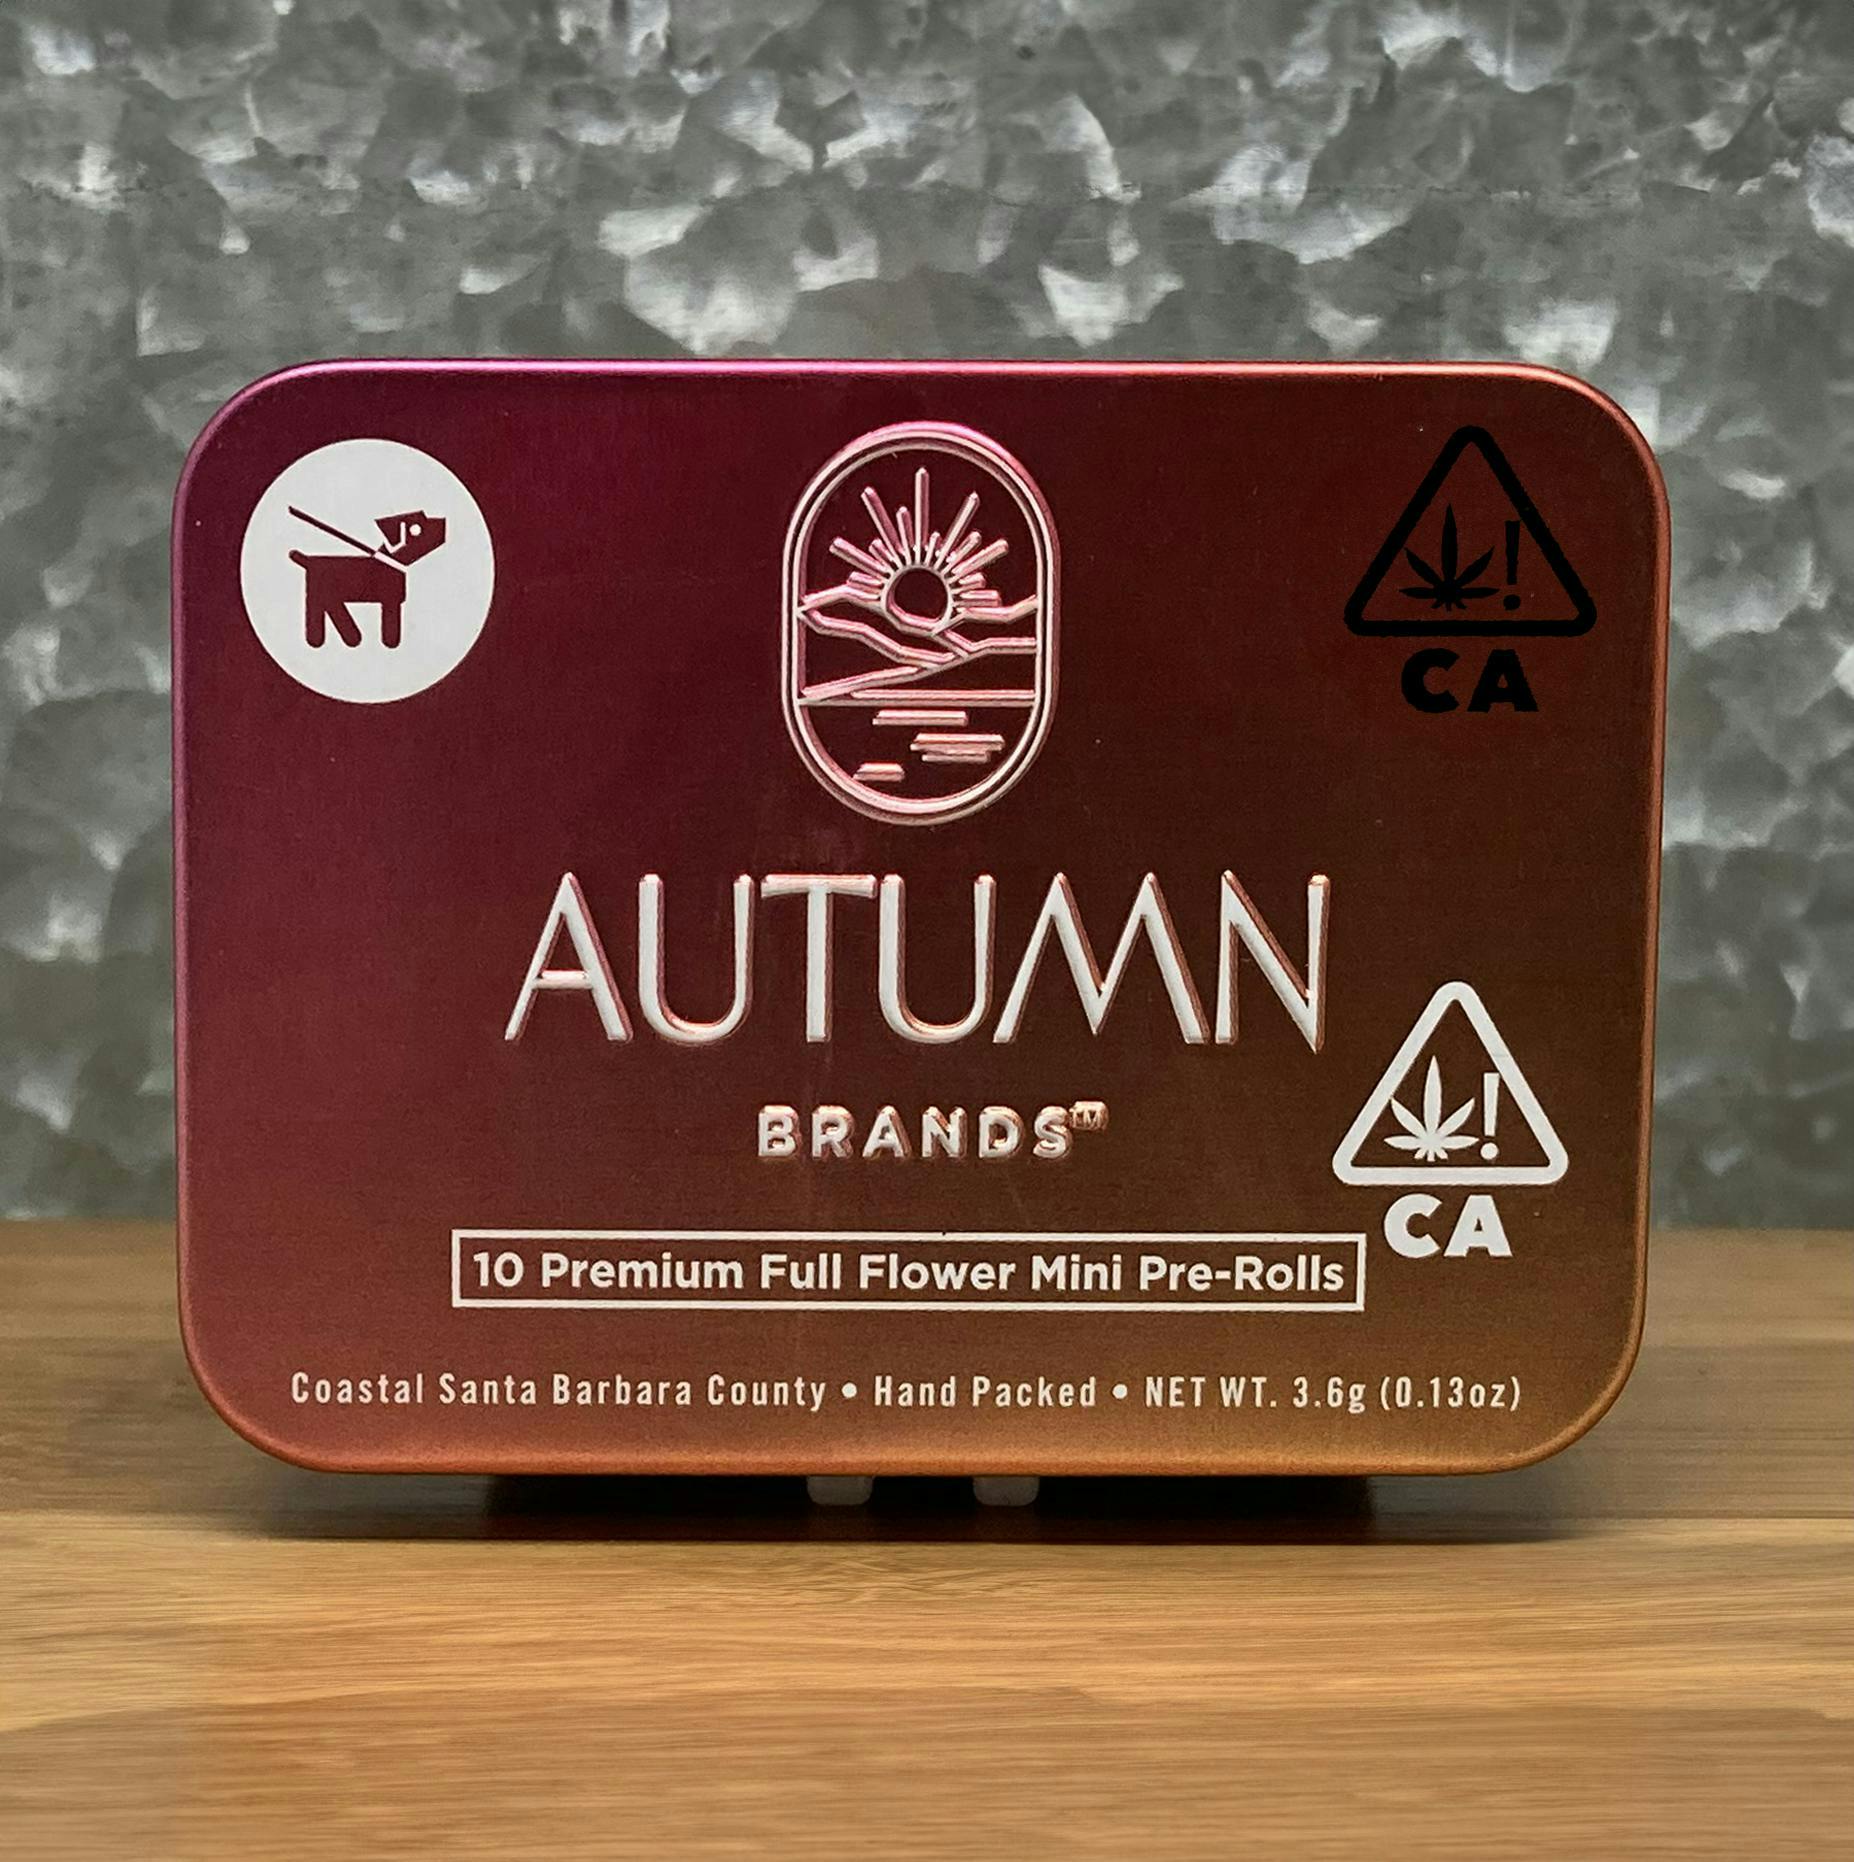 CA
AUTUMN
BRANDS™
CA
10 Premium Full Flower Mini Pre-Rolls
Coastal Santa Barbara County • Hand Packed • NET WT. 3.6g (0.13oz)